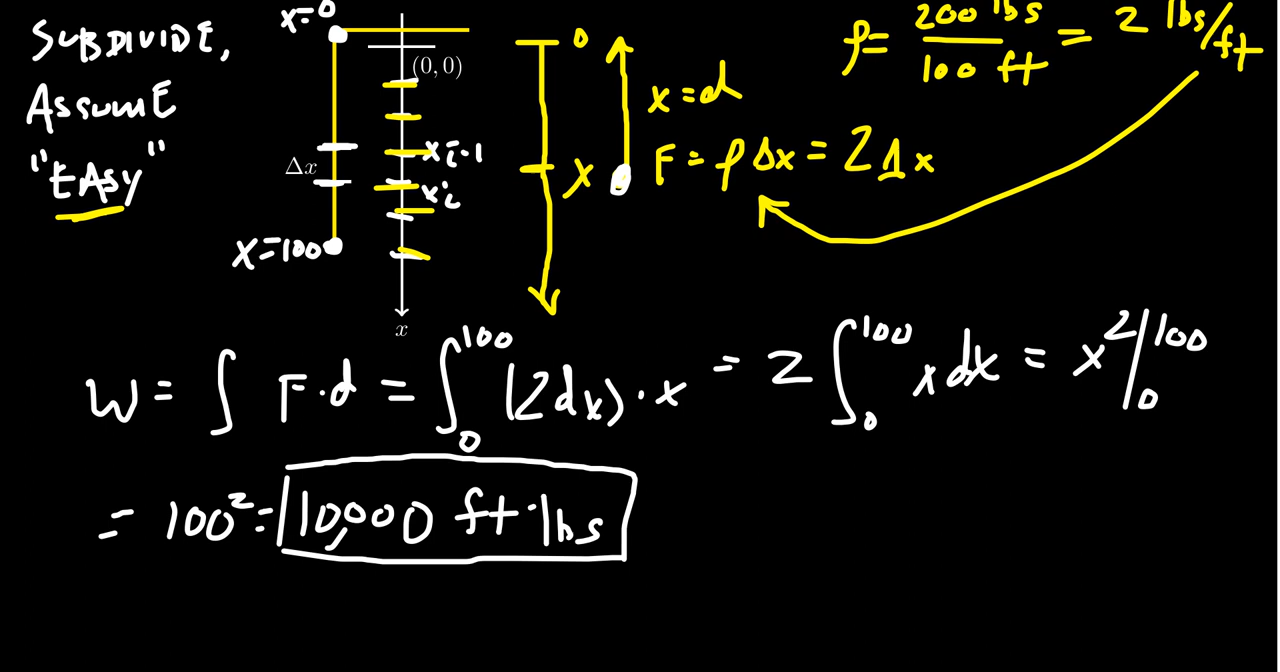 SUBDIVIDE,
ASSUME
"EASY"
x=0
(0, 0)
Δx
x=100
x_{i-1}
x_i
x
0
x
x=d
ρ = 200 lbs / 100 ft = 2 lbs/ft
F = ρΔx = 2Δx
W = ∫ F·d = ∫_0^100 (2dx)·x = 2 ∫_0^100 x dx = x^2 |_0^100
= 100^2 = 10,000 ft·lbs